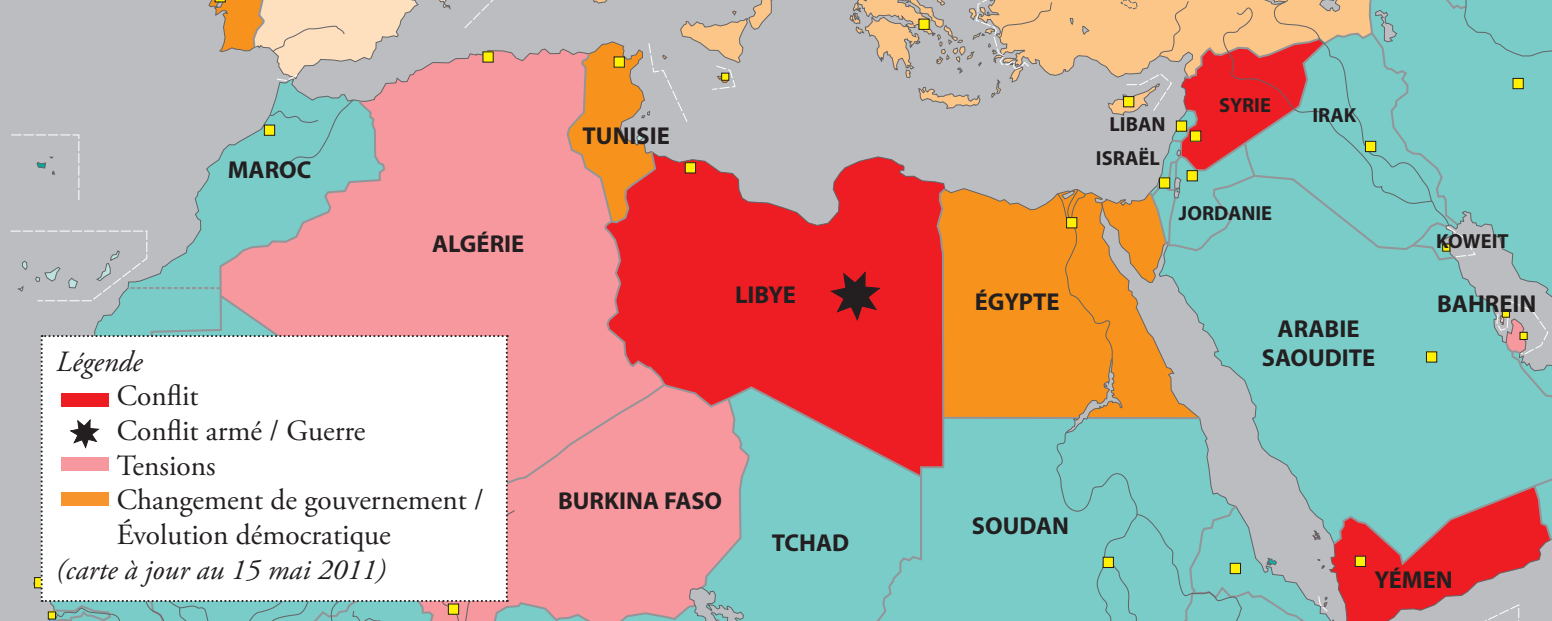 SYRIE
IRAK
LIBAN
TUNISIE
ISRAËL
MAROC
JORDANIE
ALGÉRIE
KOWEIT
LIBYE
ÉGYPTE
BAHREIN
ARABIE
SAOUDITE
Légende
Conflit
Conflit armé / Guerre
Tensions
Changement de gouvernement /
Évolution démocratique
(carte à jour au 15 mai 2011)
BURKINA FASO
TCHAD
SOUDAN
YÉMEN